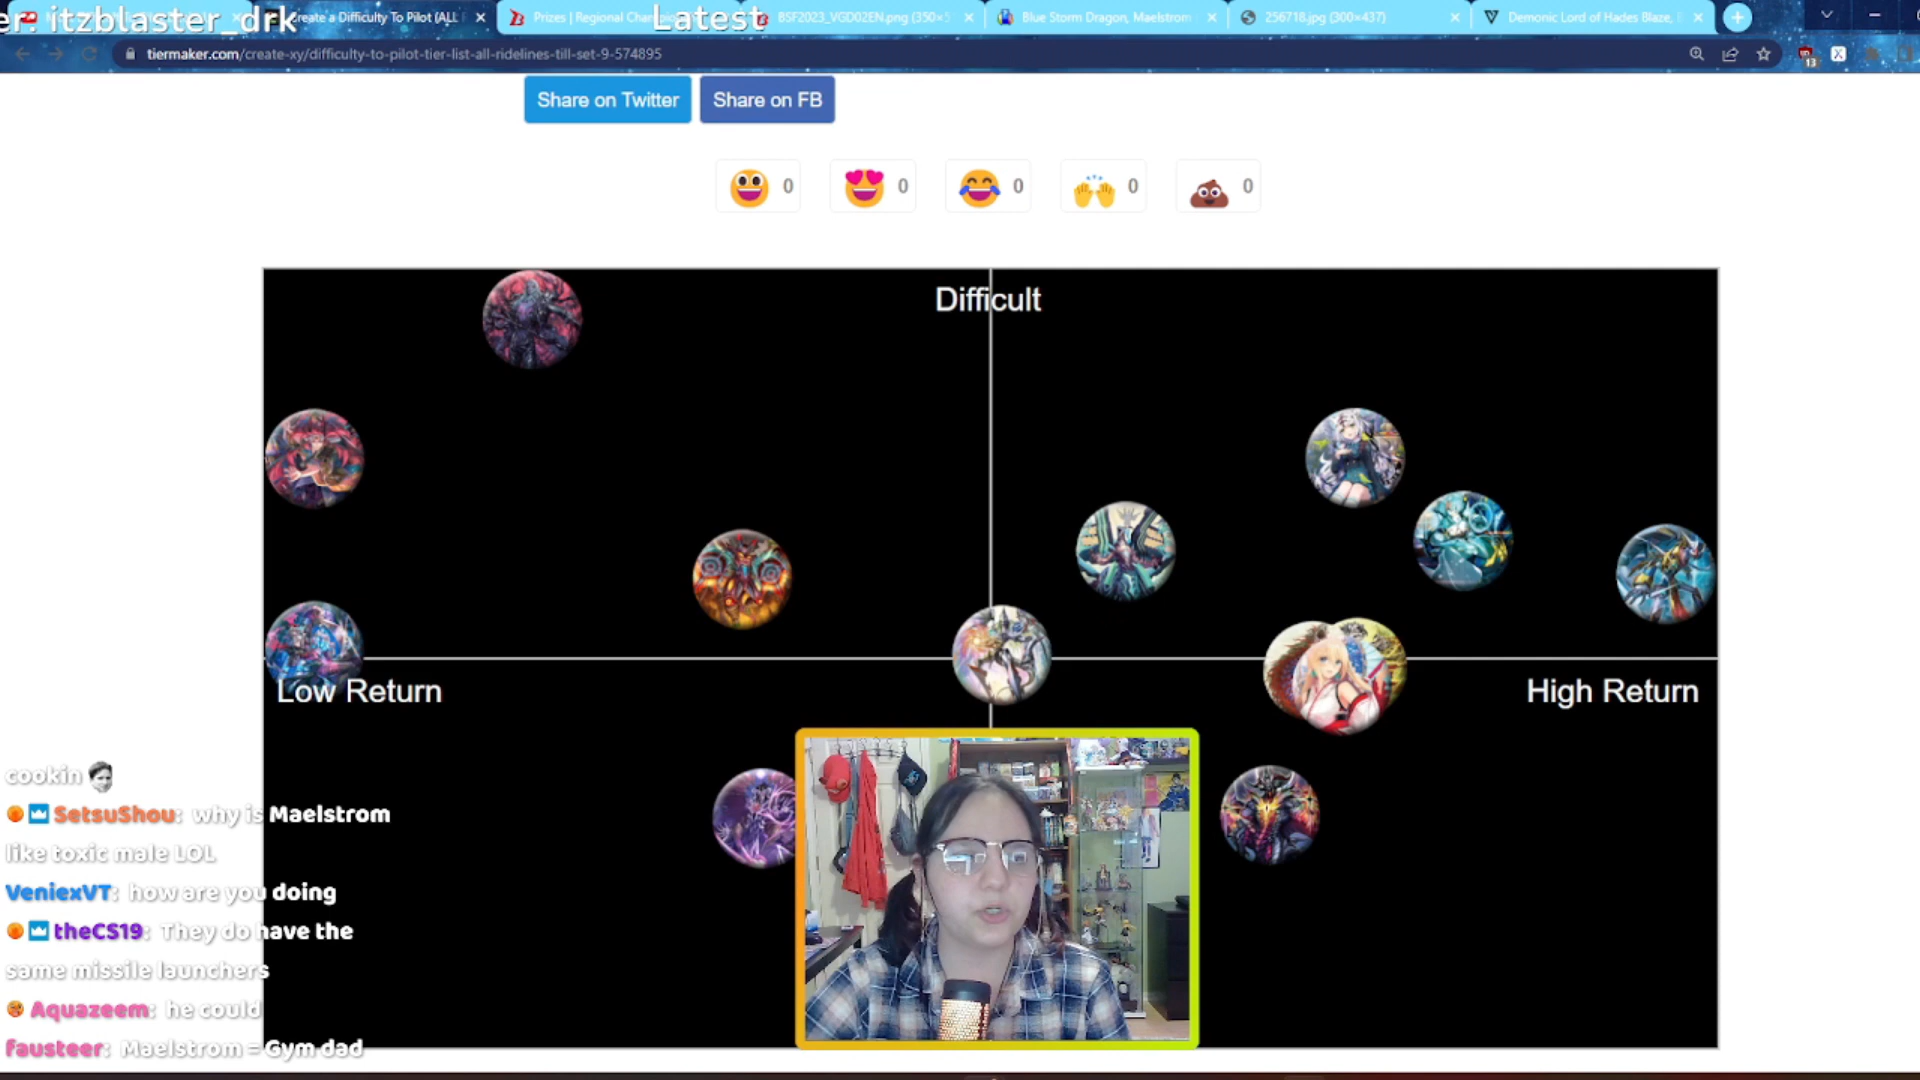 er: itzblaster_drk
Latest
Create a Difficulty To Pilot (ALL
Prizes | Regional Champio
BSF2023_VGD02EN.png (350×5
Blue Storm Dragon, Maelstrom
256718.jpg (300×437)
Demonic Lord of Hades Blaze,
tiermaker.com/create-xy/difficulty-to-pilot-tier-list-all-ridelines-till-set-9-574895
13
Share on Twitter
Share on FB
0
0
0
0
0
Difficult
Low Return
High Return
cookin
SetsuShou: why is Maelstrom
like toxic male LOL
VeniexVT: how are you doing
theCS19: They do have the
same missile launchers
Aquazeem: he could
fausteer: Maelstrom = Gym dad